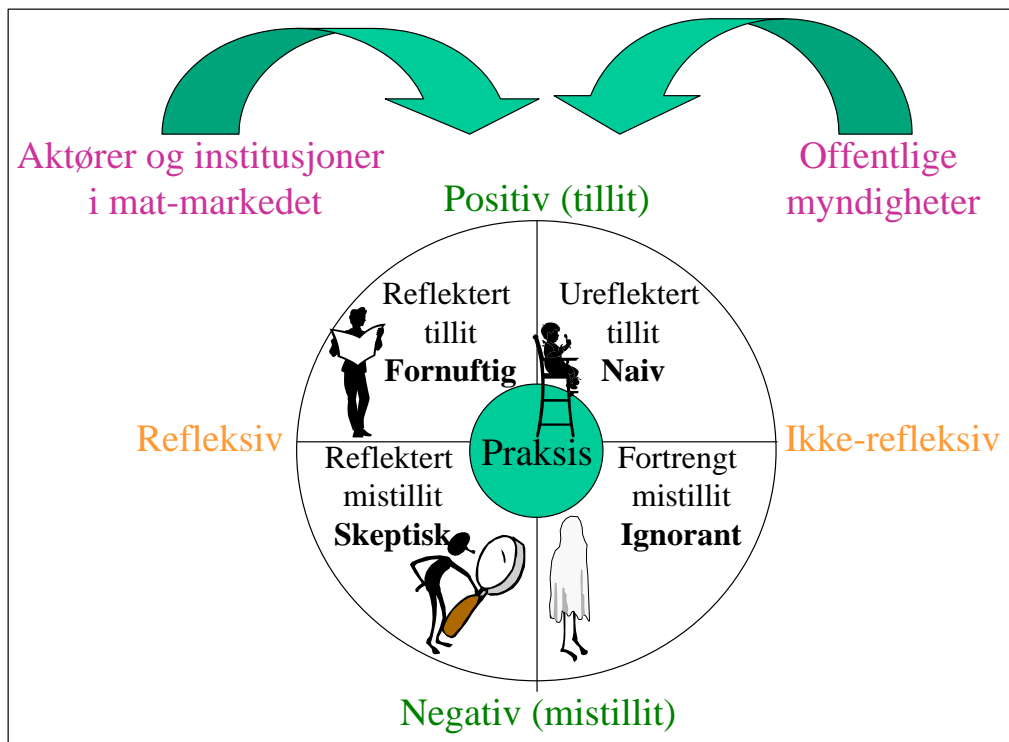 Aktører og institusjoner
i mat-markedet
Offentlige
myndigheter
Positiv (tillit)
Reflektert
tillit
Fornuftig
Ureflektert
tillit
Naiv
Refleksiv
Praksis
Ikke-refleksiv
Reflektert
mistillit
Skeptisk
Fortrengt
mistillit
Ignorant
Negativ (mistillit)